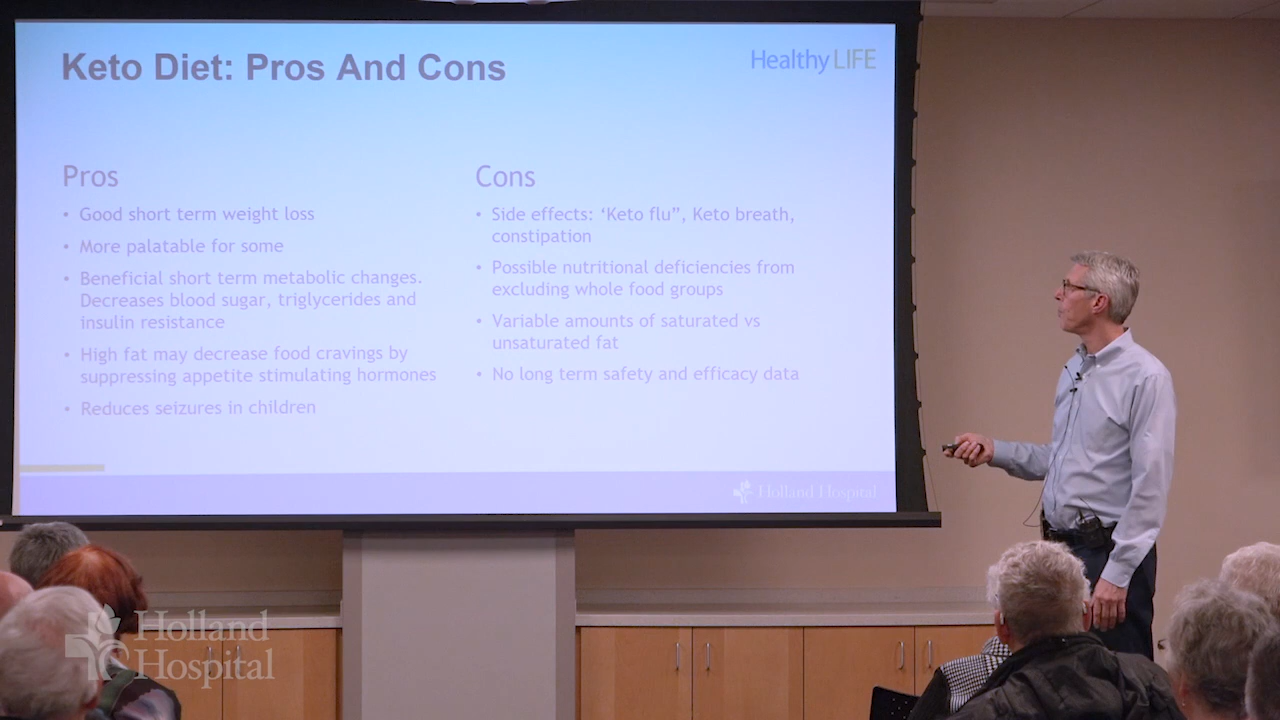 Keto Diet: Pros And Cons
Healthy LIFE
Pros
• Good short term weight loss
• More palatable for some
• Beneficial short term metabolic changes.
Decreases blood sugar, triglycerides and
insulin resistance
• High fat may decrease food cravings by
suppressing appetite stimulating hormones
• Reduces seizures in children
Cons
• Side effects: ‘Keto flu”, Keto breath,
constipation
• Possible nutritional deficiencies from
excluding whole food groups
• Variable amounts of saturated vs
unsaturated fat
• No long term safety and efficacy data
Holland Hospital
Holland
Hospital